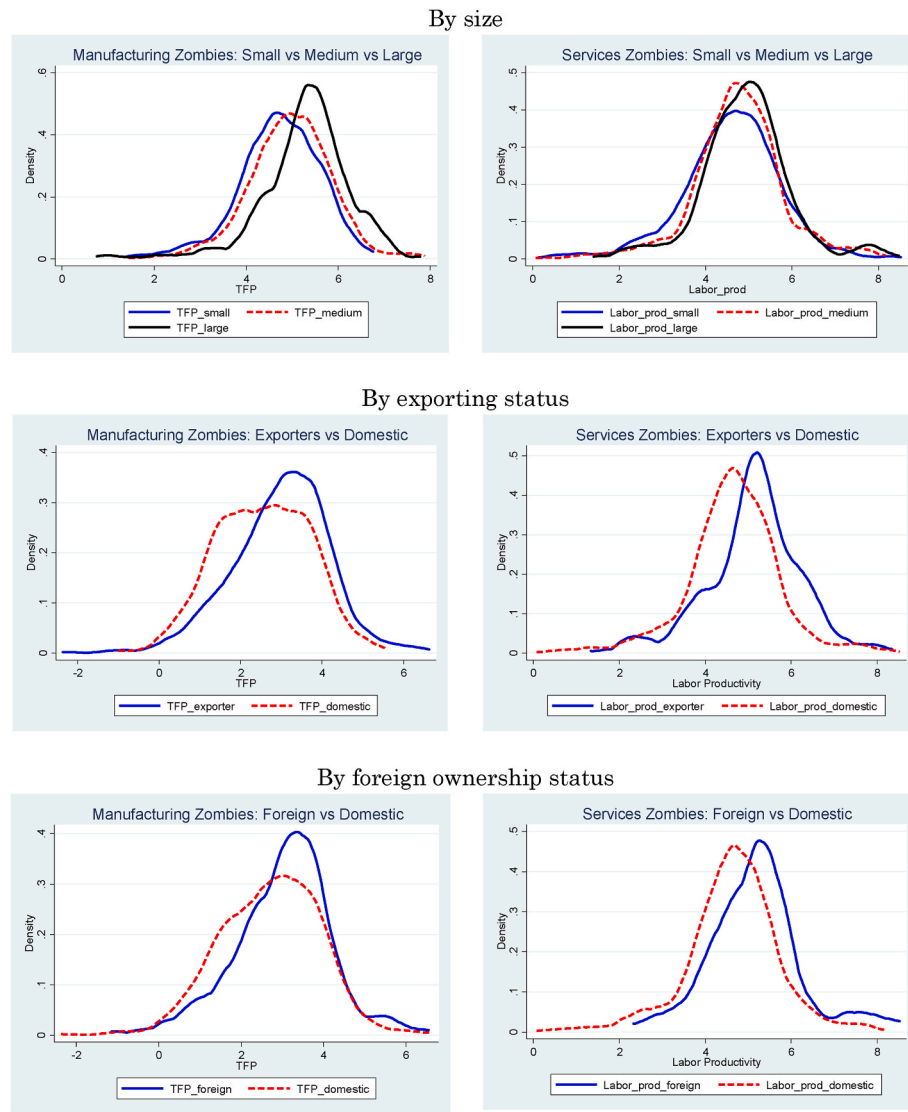 By size
Manufacturing Zombies: Small vs Medium vs Large
Density
0 .2 .4 .6
0 2 4 6 8
TFP
TFP_small TFP_medium
TFP_large
Services Zombies: Small vs Medium vs Large
Density
0 .1 .2 .3 .4 .5
0 2 4 6 8
Labor_prod
Labor_prod_small Labor_prod_medium
Labor_prod_large
By exporting status
Manufacturing Zombies: Exporters vs Domestic
Density
0 .1 .2 .3 .4
-2 0 2 4 6
TFP
TFP_exporter TFP_domestic
Services Zombies: Exporters vs Domestic
Density
0 .1 .2 .3 .4 .5
0 2 4 6 8
Labor Productivity
Labor_prod_exporter Labor_prod_domestic
By foreign ownership status
Manufacturing Zombies: Foreign vs Domestic
Density
0 .1 .2 .3 .4
-2 0 2 4 6
TFP
TFP_foreign TFP_domestic
Services Zombies: Foreign vs Domestic
Density
0 .1 .2 .3 .4 .5
0 2 4 6 8
Labor Productivity
Labor_prod_foreign Labor_prod_domestic